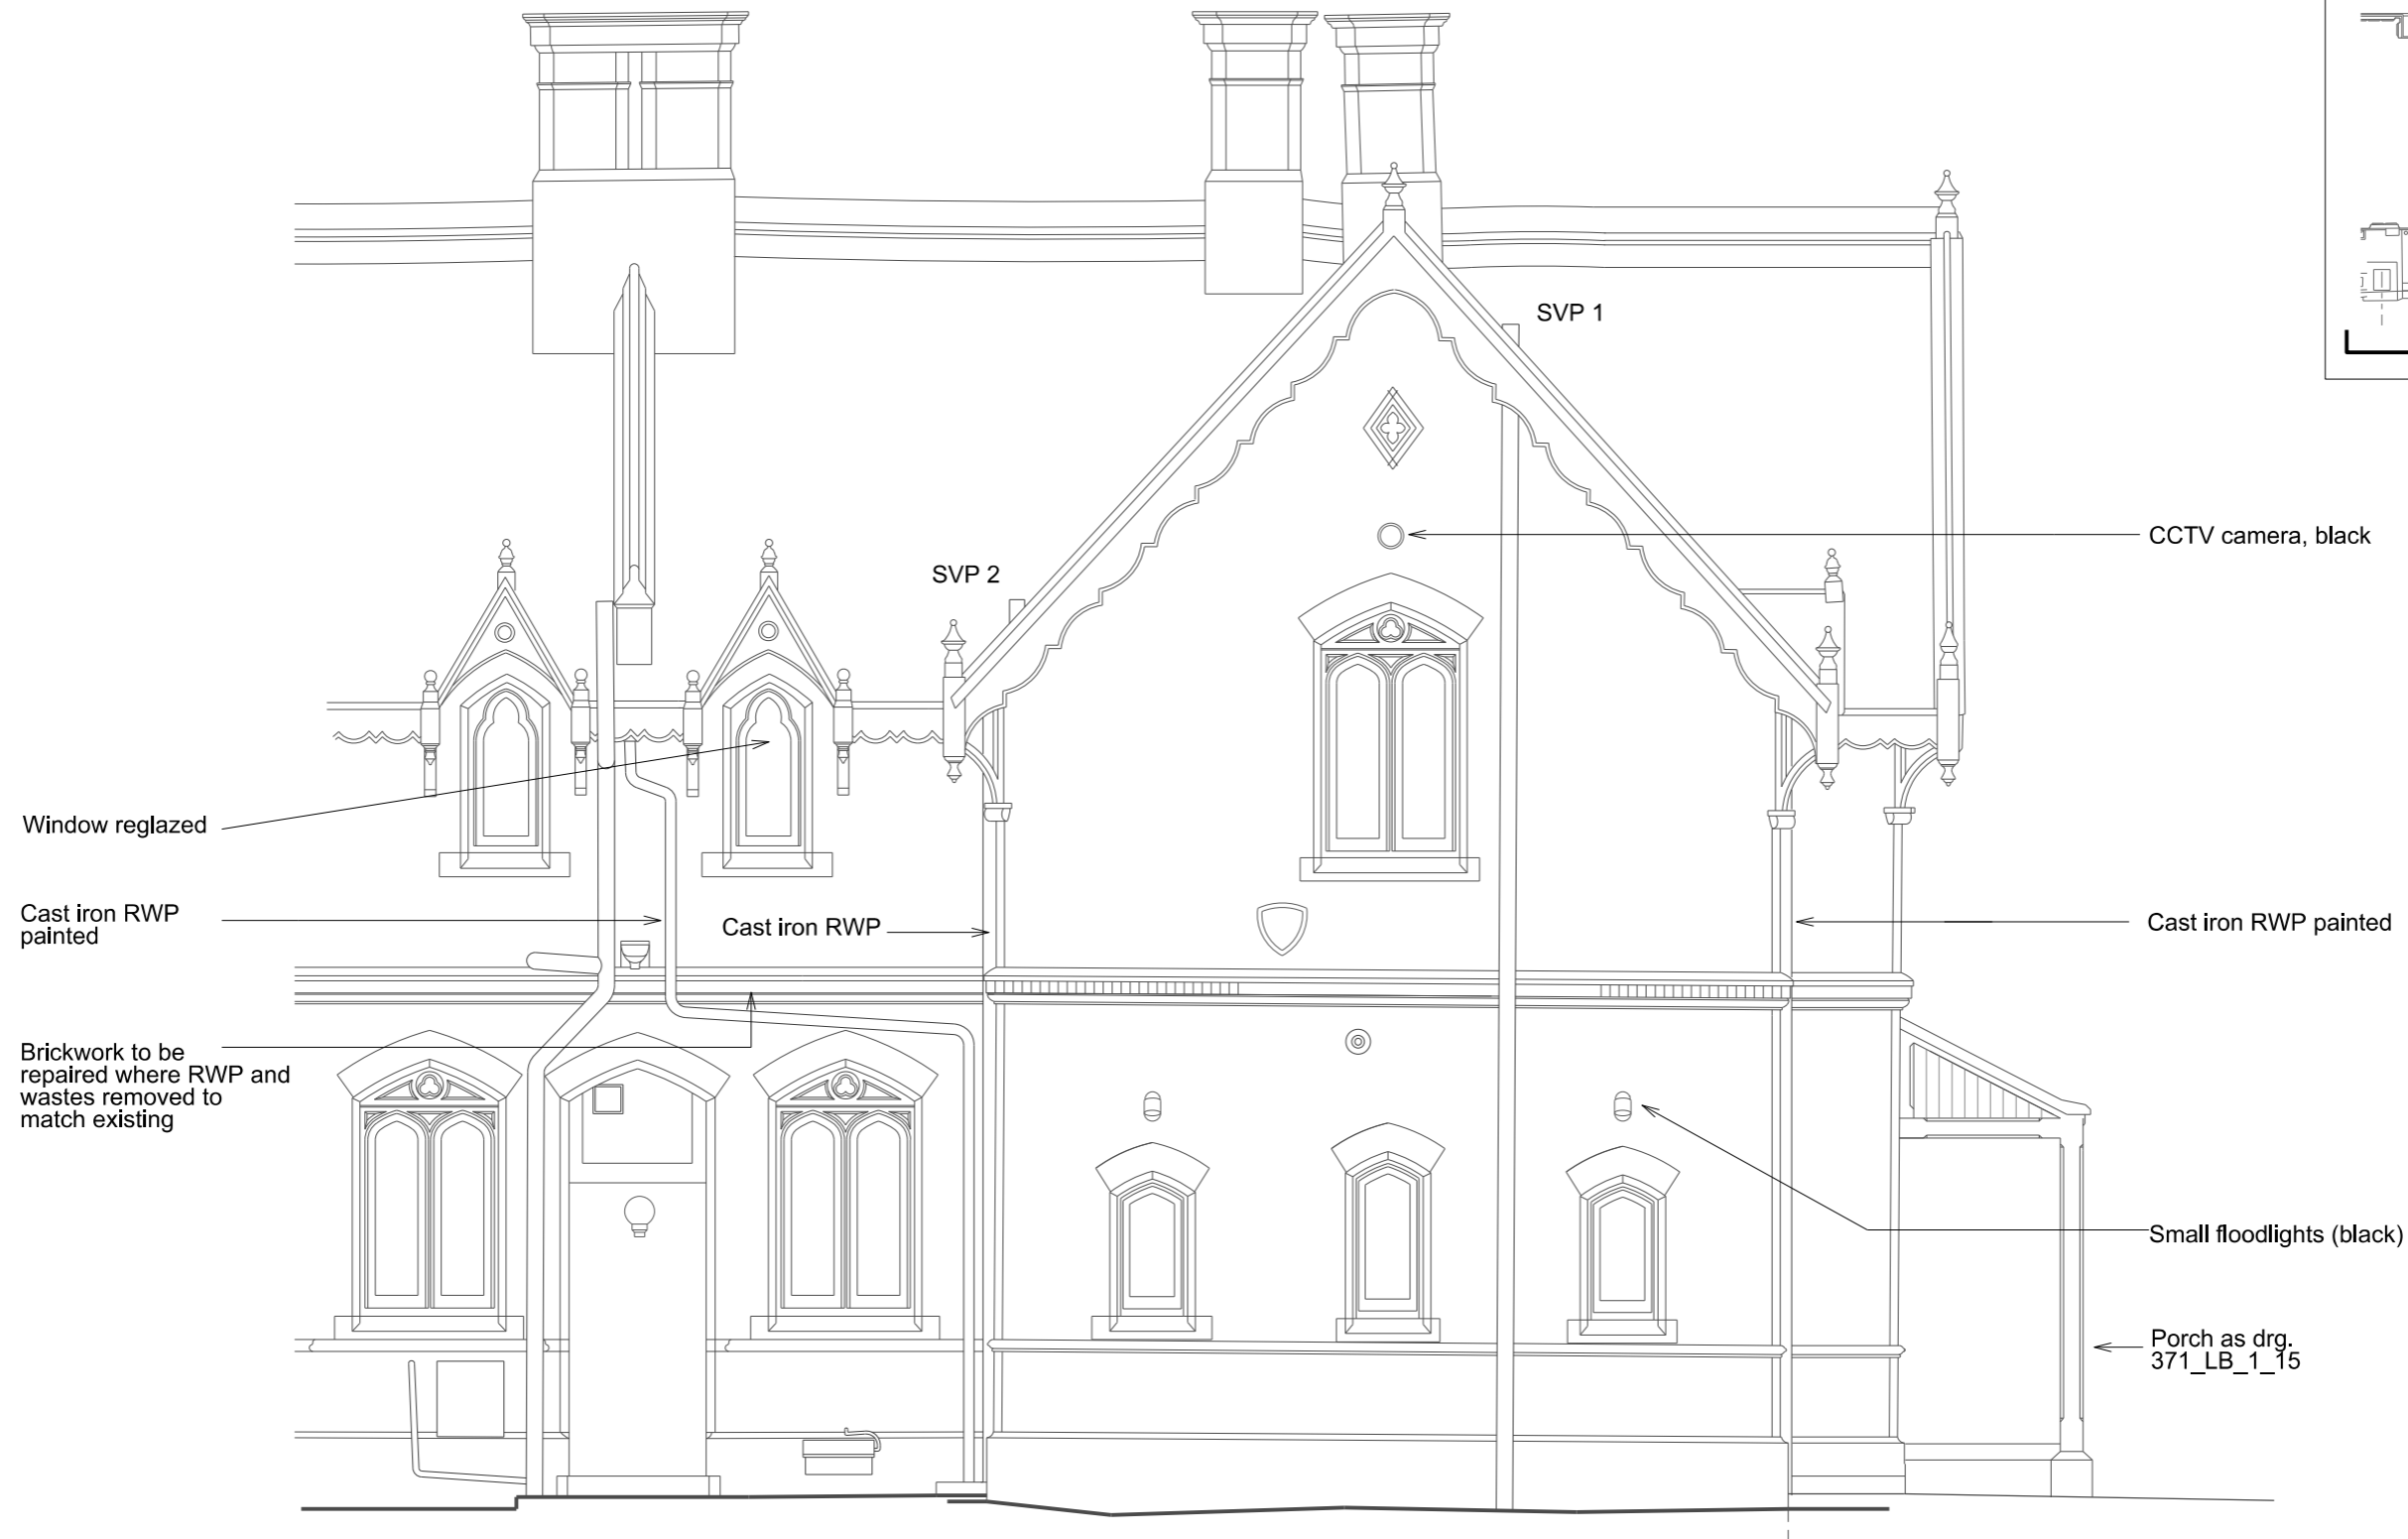 SVP 1
CCTV camera, black
SVP 2
Window reglazed
Cast iron RWP
painted
Cast iron RWP
Cast iron RWP painted
Brickwork to be
repaired where RWP and
wastes removed to
match existing
Small floodlights (black)
Porch as drg.
371_LB_1_15